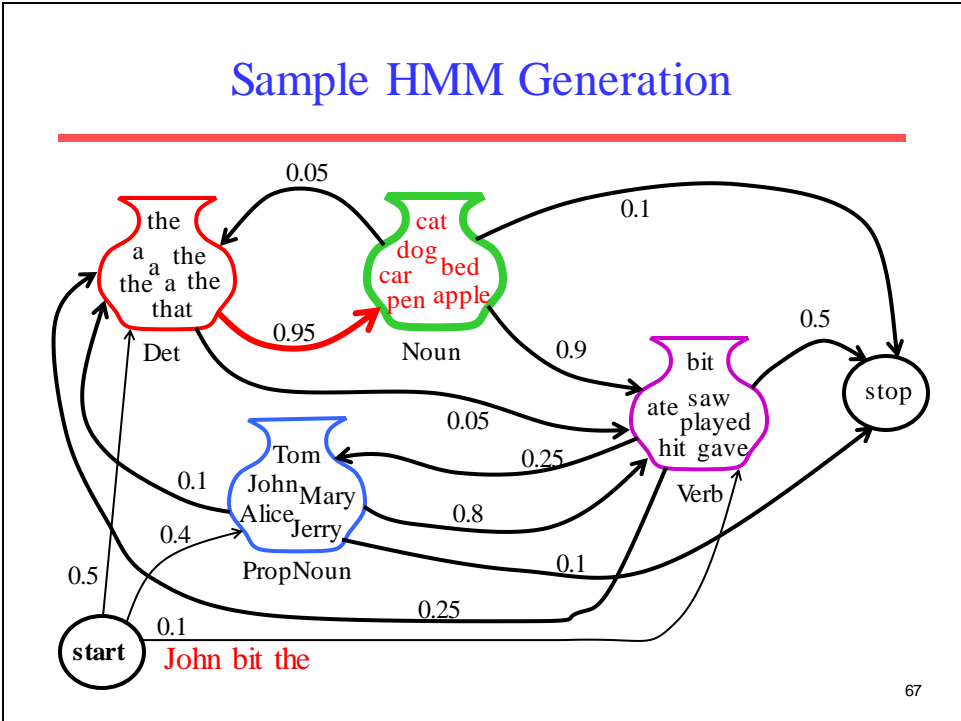 Sample HMM Generation
0.05
0.1
the
a
a
the
the
a
the
that
Det
cat
dog
car
bed
pen
apple
Noun
0.95
0.9
0.5
bit
ate
saw
played
hit
gave
Verb
stop
0.05
0.25
Tom
John
Mary
Alice
Jerry
PropNoun
0.1
0.8
0.4
0.1
0.5
0.25
0.1
start
John bit the
67